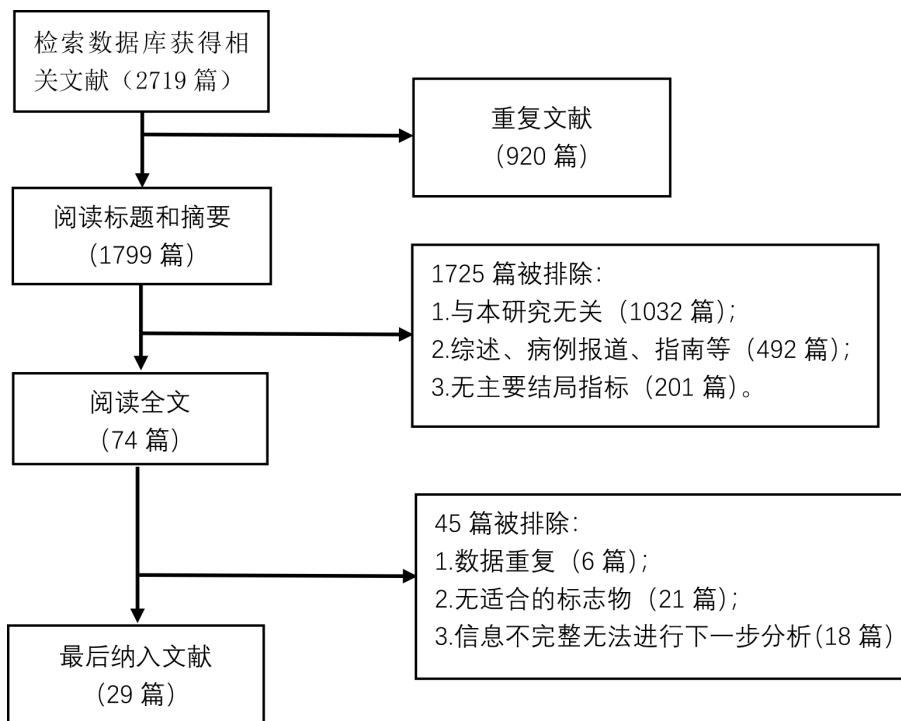 检索数据库获得相
关文献（2719 篇）
重复文献
(920 篇)
阅读标题和摘要
(1799 篇)
1725 篇被排除：
1.与本研究无关（1032 篇）；
2.综述、病例报道、指南等（492 篇）；
3.无主要结局指标（201 篇）。
阅读全文
(74 篇)
45 篇被排除：
1.数据重复（6 篇）；
2.无适合的标志物（21 篇）；
3.信息不完整无法进行下一步分析(18 篇）
最后纳入文献
(29 篇)